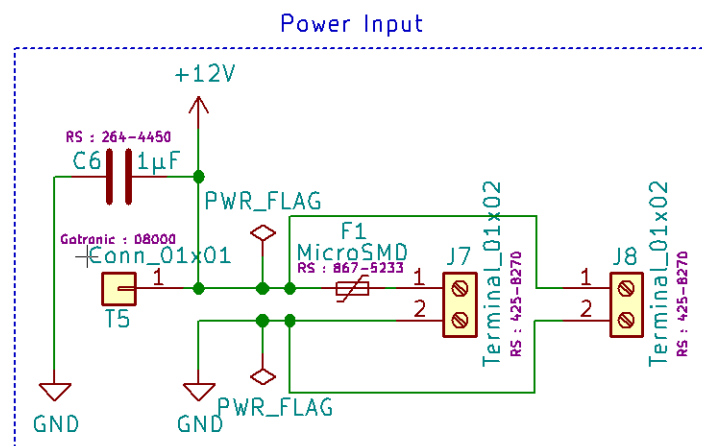 Power Input
+12V
RS : 264-4450
C6 1µF
PWR_FLAG
Gotronic : 08000
Conn_01x01
1
T5
F1
MicroSMD
RS : 867-5233
J7
1
2
Terminal_01x02
RS : 425-8270
J8
1
2
Terminal_01x02
RS : 425-8270
GND
GND
PWR_FLAG